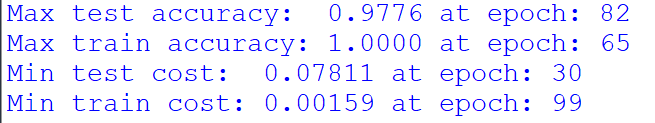 Max test accuracy:  0.9776 at epoch: 82
Max train accuracy: 1.0000 at epoch: 65
Min test cost:  0.07811 at epoch: 30
Min train cost: 0.00159 at epoch: 99